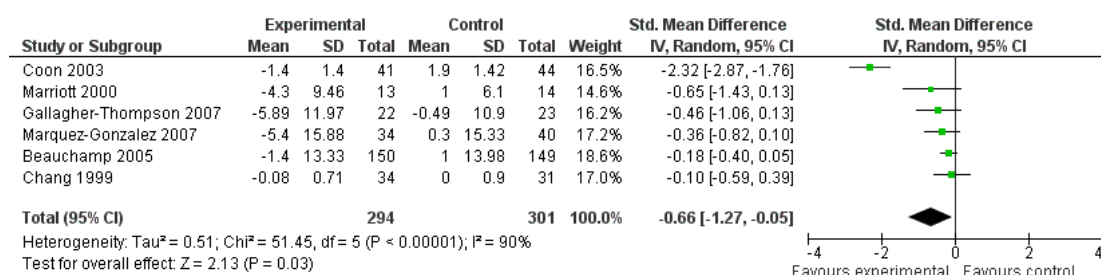 Experimental Control Std. Mean Difference Std. Mean Difference
Study or Subgroup Mean SD Total Mean SD Total Weight IV, Random, 95% CI IV, Random, 95% CI
Coon 2003 -1.4 1.4 41 1.9 1.42 44 16.5% -2.32 [-2.87, -1.76]
Marriott 2000 -4.3 9.46 13 1 6.1 14 14.6% -0.65 [-1.43, 0.13]
Gallagher-Thompson 2007 -5.89 11.97 22 -0.49 10.9 23 16.2% -0.46 [-1.06, 0.13]
Marquez-Gonzalez 2007 -5.4 15.88 34 0.3 15.33 40 17.2% -0.36 [-0.82, 0.10]
Beauchamp 2005 -1.4 13.33 150 1 13.98 149 18.6% -0.18 [-0.40, 0.05]
Chang 1999 -0.08 0.71 34 0 0.9 31 17.0% -0.10 [-0.59, 0.39]
Total (95% CI) 294 301 100.0% -0.66 [-1.27, -0.05]
Heterogeneity: Tau² = 0.51; Chi² = 51.45, df = 5 (P < 0.00001); I² = 90%
Test for overall effect: Z = 2.13 (P = 0.03)
-4 -2 0 2 4
Favours experimental Favours control